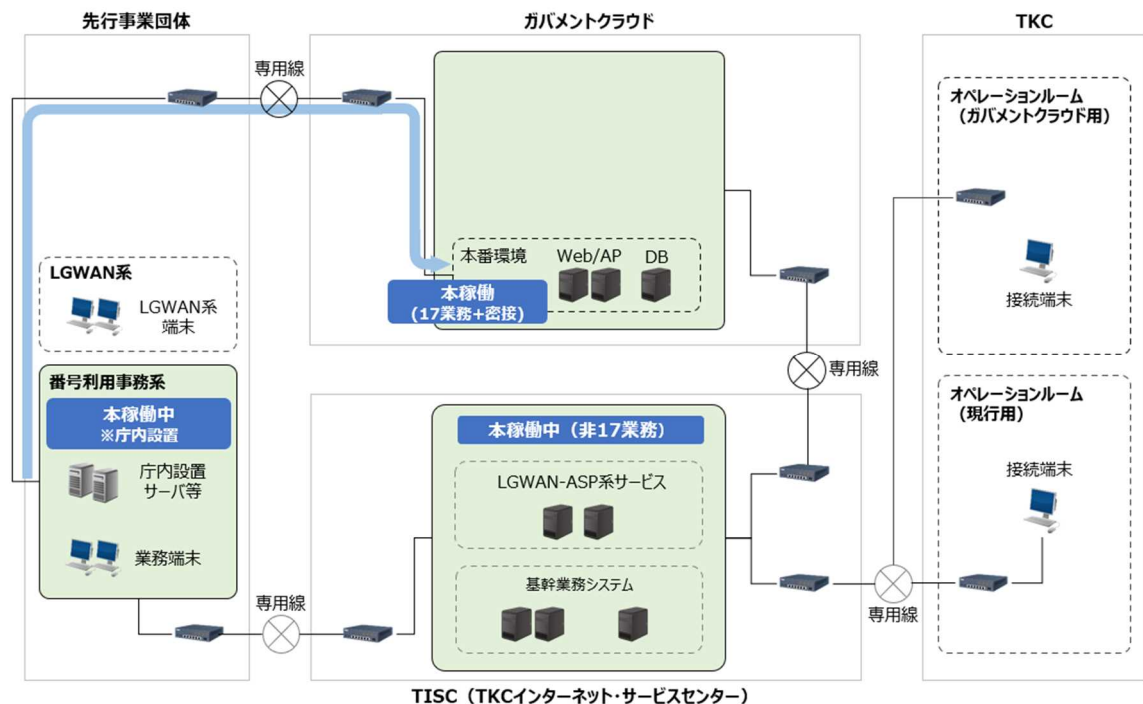 先行事業団体
ガバメントクラウド
TKC
専用線
オペレーションルーム
（ガバメントクラウド用）
接続端末
本番環境
Web/AP
DB
本稼働
（17業務+密接）
LGWAN系
LGWAN系
端末
専用線
番号利用事務系
本稼働中
※庁内設置
庁内設置
サーバ等
業務端末
本稼働中（非17業務）
LGWAN-ASP系サービス
基幹業務システム
オペレーションルーム
（現行用）
接続端末
専用線
専用線
TISC（TKCインターネット・サービスセンター）